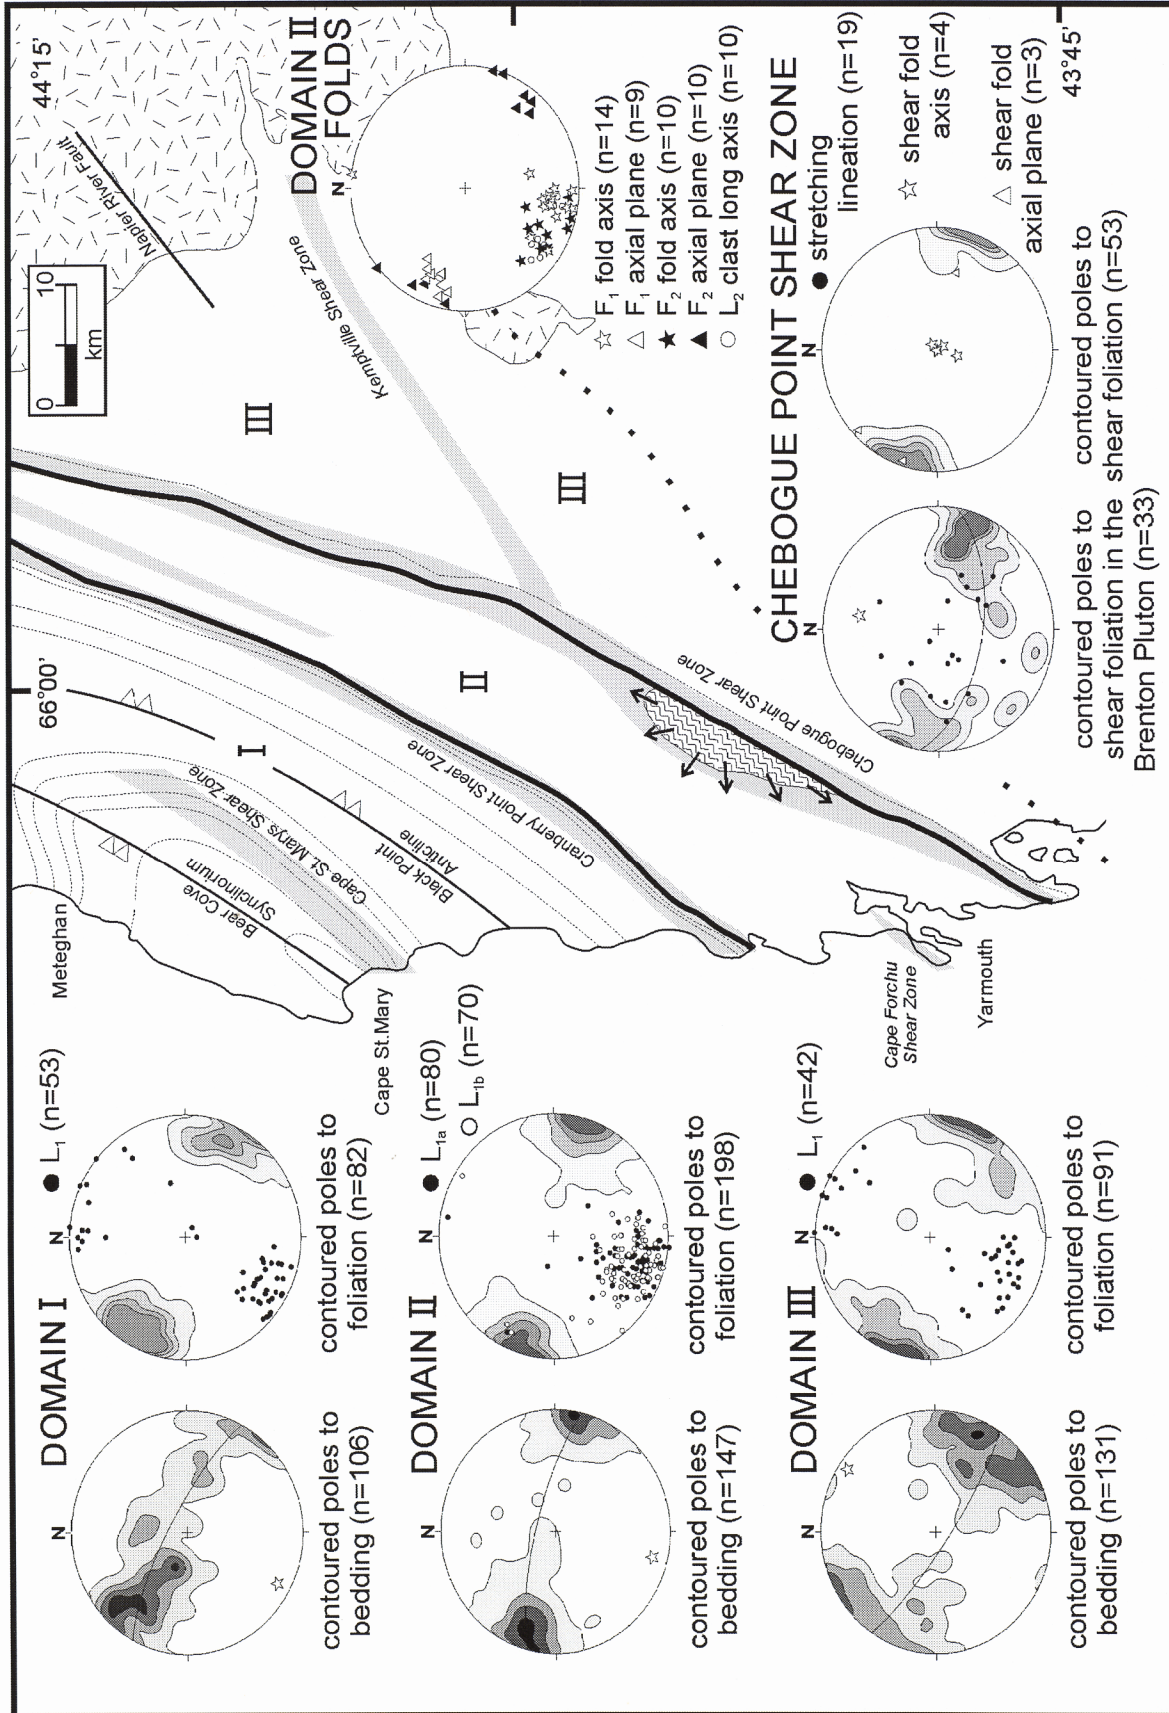 DOMAIN I
N
N
● L₁ (n=53)
contoured poles to
bedding (n=106)
contoured poles to
foliation (n=82)
DOMAIN II
N
N
● L₁ₐ (n=80)
○ L₁b (n=70)
contoured poles to
bedding (n=147)
contoured poles to
foliation (n=198)
DOMAIN III
N
N
● L₁ (n=42)
contoured poles to
bedding (n=131)
contoured poles to
foliation (n=91)
Meteghan
Cape St.Mary
Cape Forchu
Shear Zone
Yarmouth
Bear Cove
Synclinorium
Cape St. Marys Shear Zone
Black Point
Anticline
Cranberry Point Shear Zone
Chebogue Point Shear Zone
Kemptville Shear Zone
Napier River Fault
I
II
III
III
66°00'
44°15'
43°45'
0
10
km
DOMAIN II
FOLDS
N
☆ F₁ fold axis (n=14)
△ F₁ axial plane (n=9)
★ F₂ fold axis (n=10)
▲ F₂ axial plane (n=10)
○ L₂ clast long axis (n=10)
CHEBOGUE POINT SHEAR ZONE
N
N
● stretching
lineation (n=19)
☆ shear fold
axis (n=4)
△ shear fold
axial plane (n=3)
contoured poles to
shear foliation in the
Brenton Pluton (n=33)
contoured poles to
shear foliation (n=53)